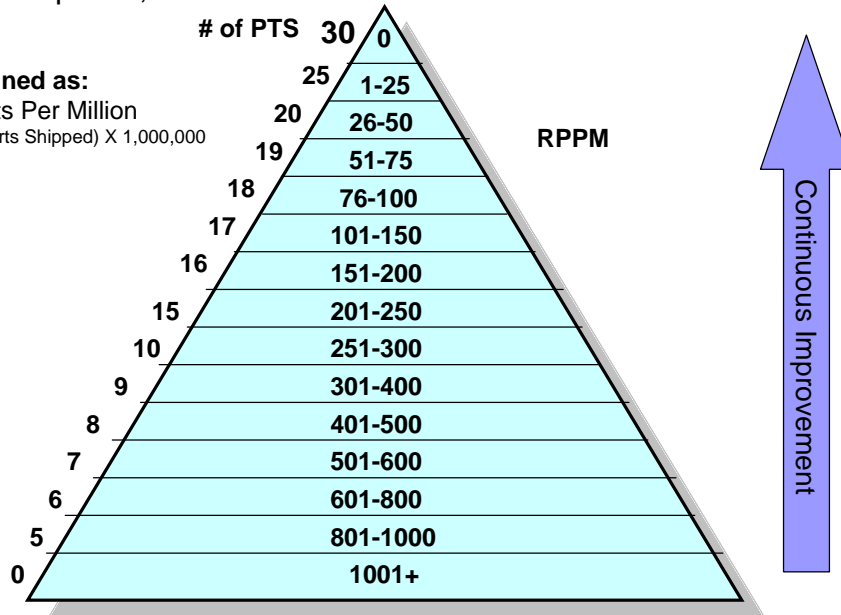 # of PTS 30 0
ned as:
25 1-25
ts Per Million
20 26-50
rts Shipped) X 1,000,000
RPPM
19 51-75
18 76-100
17 101-150
16 151-200
15 201-250
10 251-300
9 301-400
8 401-500
7 501-600
6 601-800
5 801-1000
0 1001+
Continuous Improvement